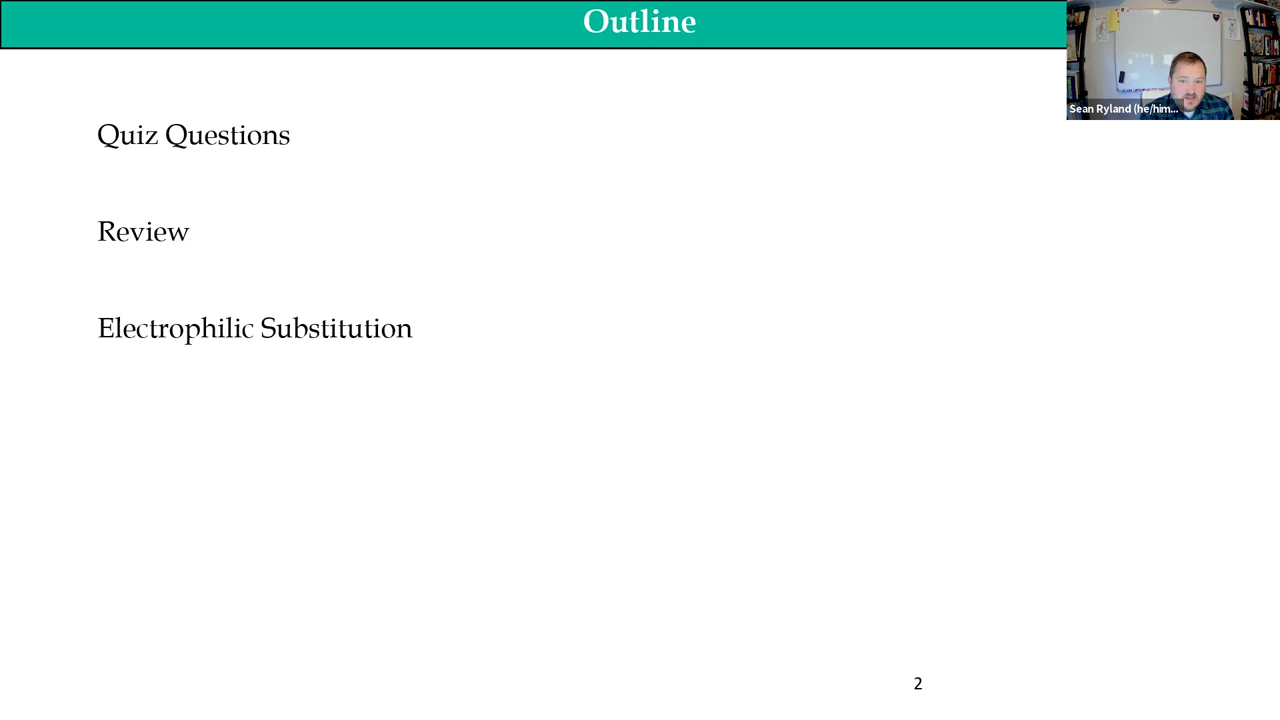 Outline
Sean Ryland (he/him...
Quiz Questions
Review
Electrophilic Substitution
2